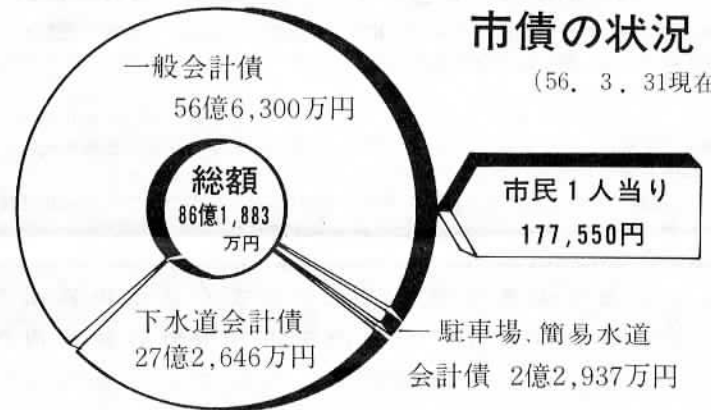 市債の状況
(56. 3. 31現在
一般会計債
56億6,300万円
総額
86億1,883
万円
市民1人当り
177,550円
下水道会計債
27億2,646万円
駐車場、簡易水道
会計債 2億2,937万円